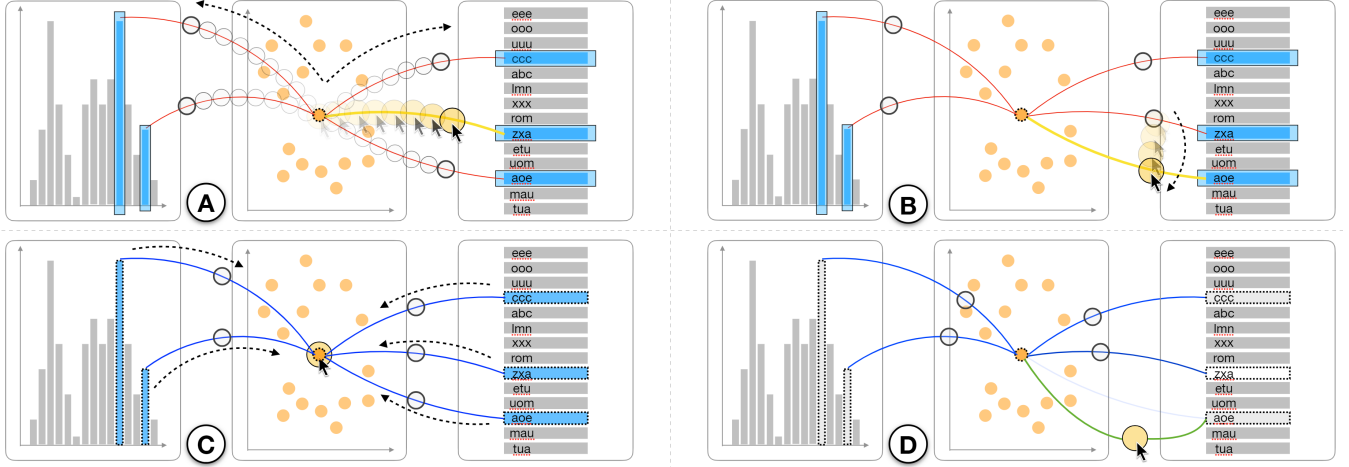 eee
ooo
uuu
ccc
abc
lmn
xxx
rom
zxa
etu
uom
aoe
mau
tua
A
eee
ooo
uuu
ccc
abc
lmn
xxx
rom
zxa
etu
uom
aoe
mau
tua
B
eee
ooo
uuu
ccc
abc
lmn
xxx
rom
zxa
etu
uom
aoe
mau
tua
C
eee
ooo
uuu
ccc
abc
lmn
xxx
rom
zxa
etu
uom
aoe
mau
tua
D